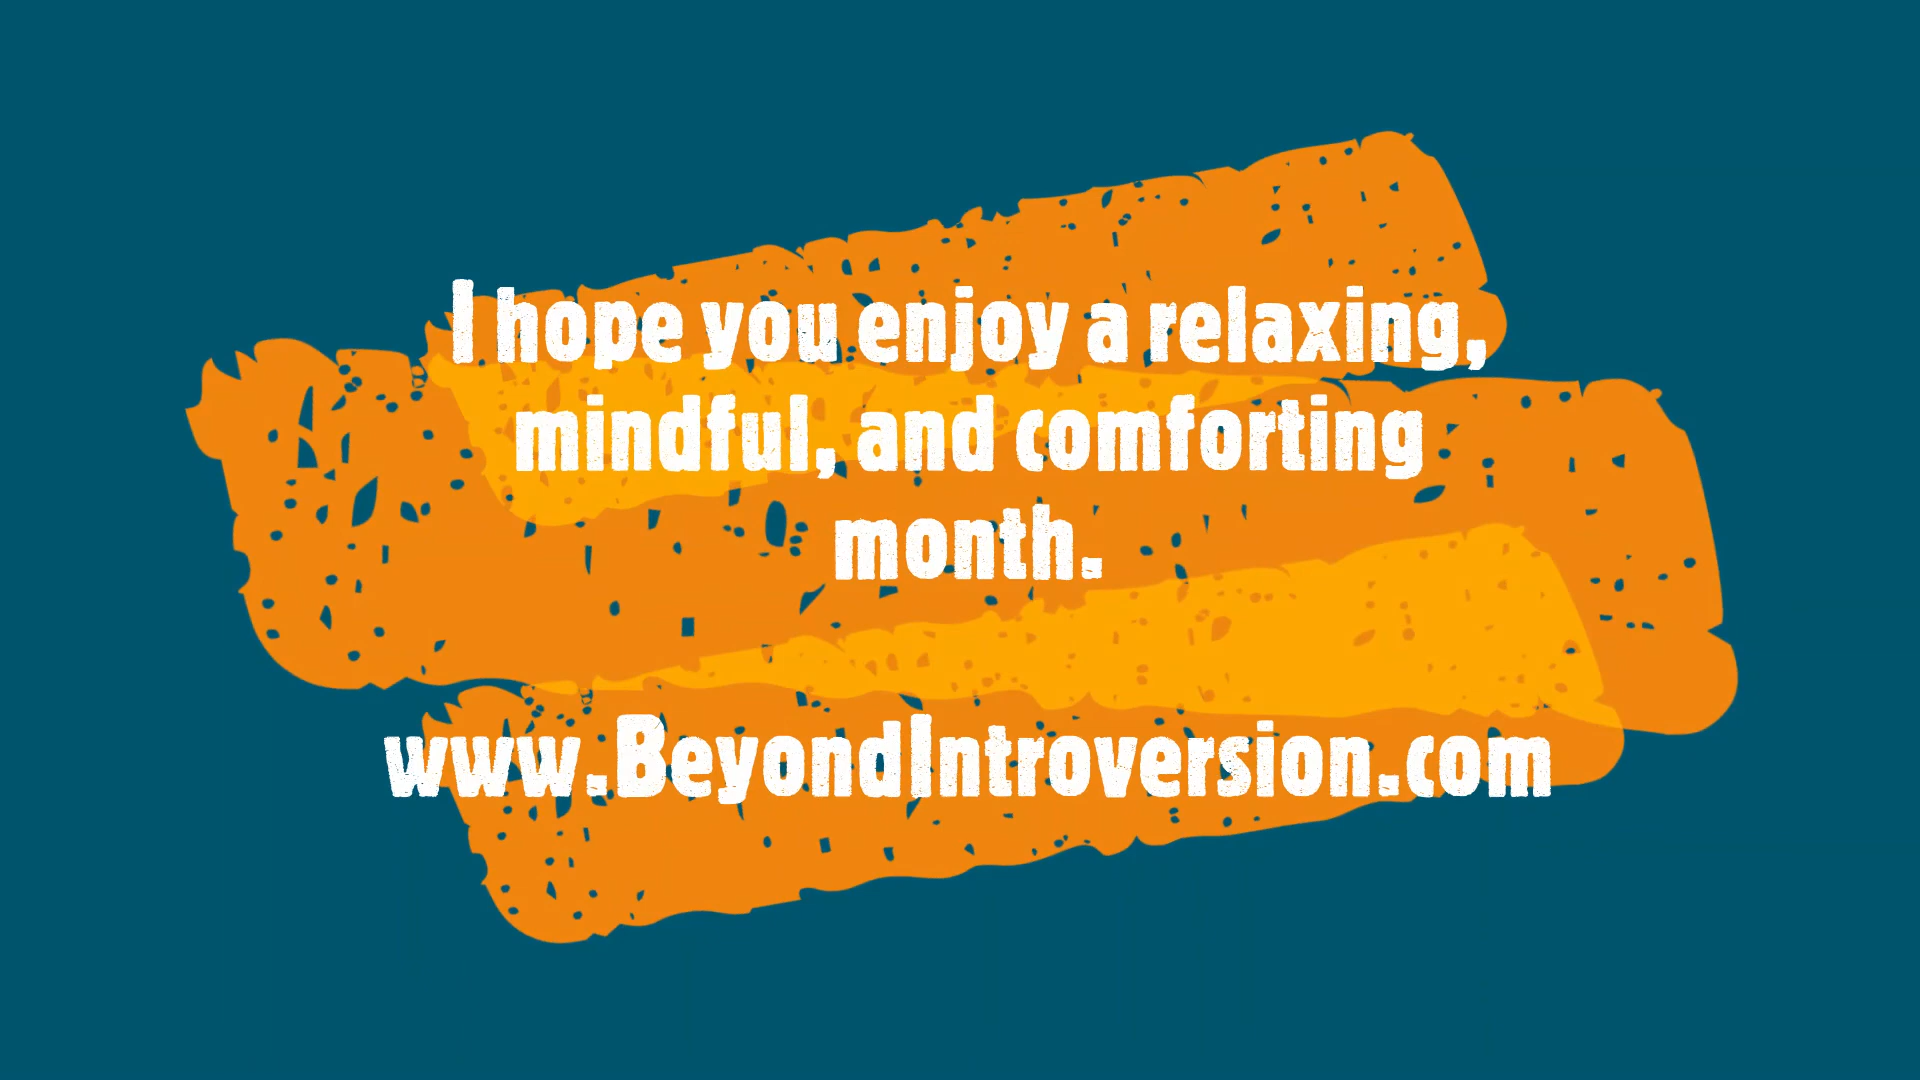 I hope you enjoy a relaxing,
mindful, and comforting
month.
www.BeyondIntroversion.com